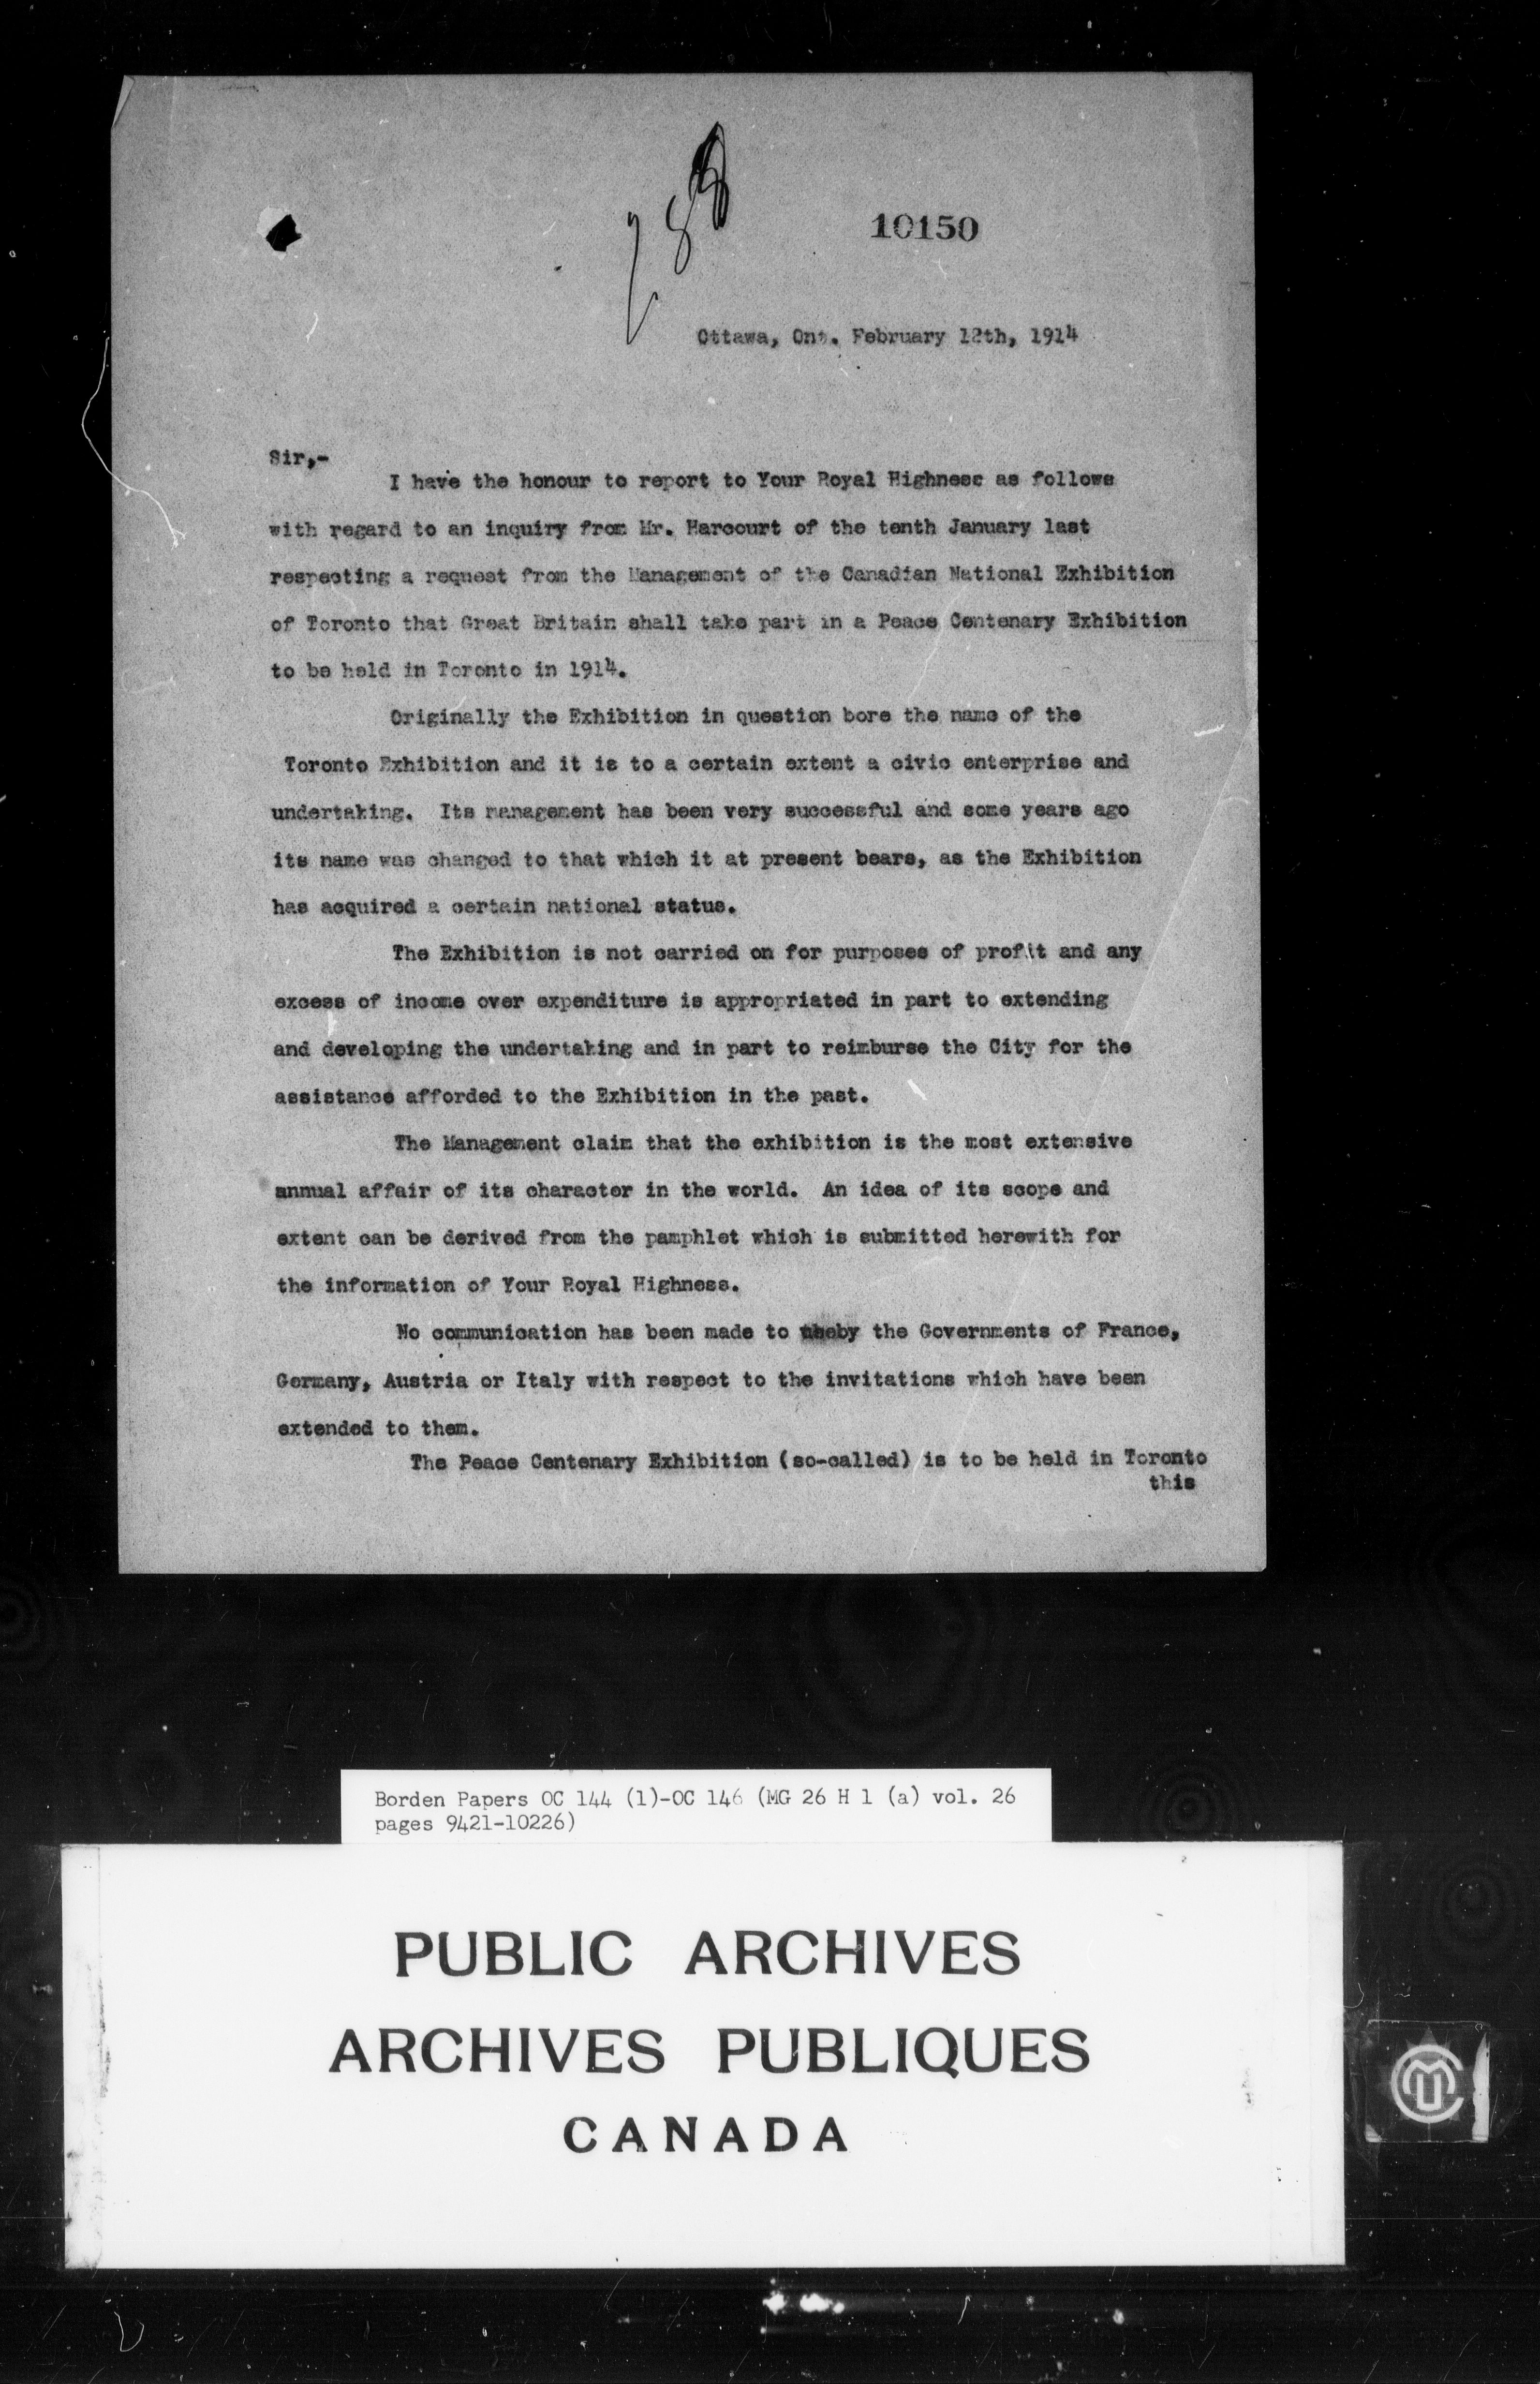 10150
Ottawa, Ont. February 12th, 1914
Sir,-
I have the honour to report to Your Royal Highness as follows
with regard to an inquiry from Mr. Harcourt of the tenth January last
respecting a request from the Management of the Canadian National Exhibition
of Toronto that Great Britain shall take part in a Peace Centenary Exhibition
to be held in Toronto in 1914.
Originally the Exhibition in question bore the name of the
Toronto Exhibition and it is to a certain extent a civic enterprise and
undertaking. Its management has been very successful and some years ago
its name was changed to that which it at present bears, as the Exhibition
has acquired a certain national status.
The Exhibition is not carried on for purposes of profit and any
excess of income over expenditure is appropriated in part to extending
and developing the undertaking and in part to reimburse the City for the
assistance afforded to the Exhibition in the past.
The Management claim that the exhibition is the most extensive
annual affair of its character in the world. An idea of its scope and
extent can be derived from the pamphlet which is submitted herewith for
the information of Your Royal Highness.
No communication has been made to by the Governments of France,
Germany, Austria or Italy with respect to the invitations which have been
extended to them.
The Peace Centenary Exhibition (so-called) is to be held in Toronto
this
Borden Papers OC 144 (1)-OC 146 (MG 26 H 1 (a) vol. 26
pages 9421-10226)
PUBLIC ARCHIVES
ARCHIVES PUBLIQUES
CANADA